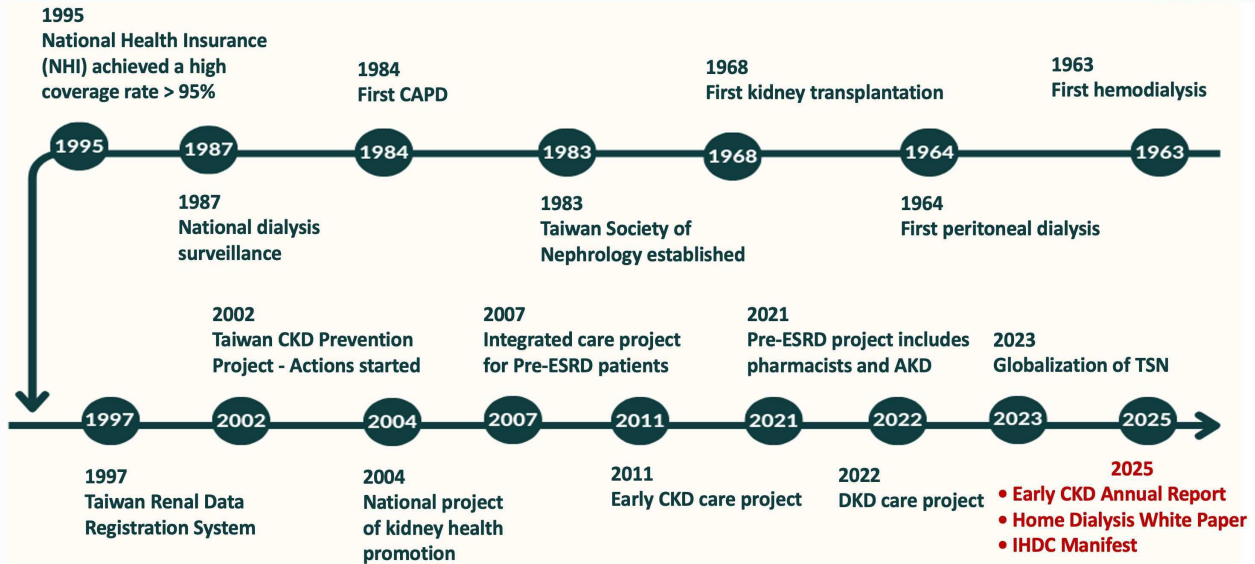 1995
National Health Insurance
(NHI) achieved a high
coverage rate > 95%
1984
First CAPD
1968
First kidney transplantation
1963
First hemodialysis
1995
1987
1984
1983
1968
1964
1963
1987
National dialysis
surveillance
1983
Taiwan Society of
Nephrology established
1964
First peritoneal dialysis
2002
Taiwan CKD Prevention
Project - Actions started
2007
Integrated care project
for Pre-ESRD patients
2021
Pre-ESRD project includes
pharmacists and AKD
2023
Globalization of TSN
1997
2002
2004
2007
2011
2021
2022
2023
2025
1997
Taiwan Renal Data
Registration System
2004
National project
of kidney health
promotion
2011
Early CKD care project
2022
DKD care project
2025
• Early CKD Annual Report
• Home Dialysis White Paper
• IHDC Manifest